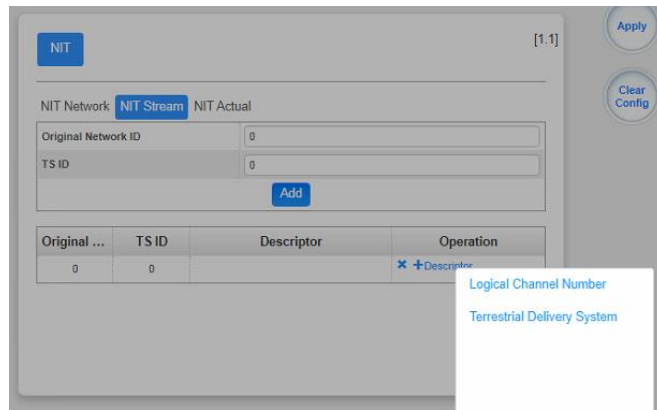 NIT
[1.1]
Apply
Clear
Config
NIT Network NIT Stream NIT Actual
Original Network ID 0
TS ID 0
Add
Original ... TS ID Descriptor Operation
0 0 +Descriptor
Logical Channel Number
Terrestrial Delivery System